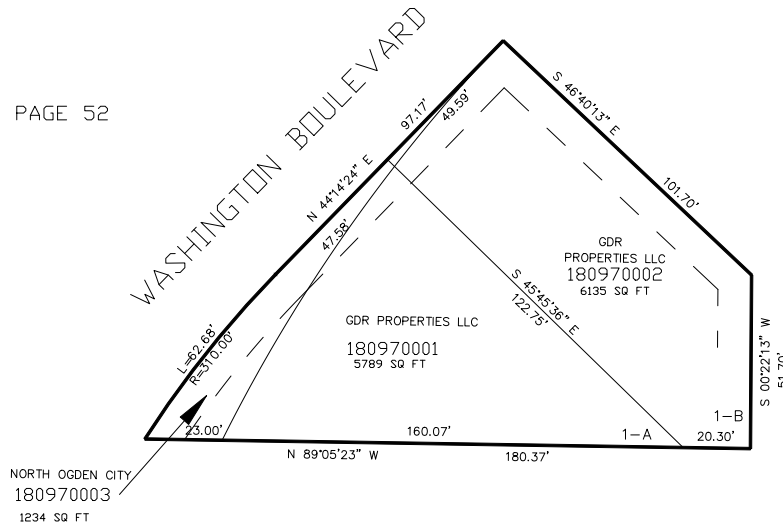 PAGE 52
WASHINGTON BOULEVARD
97.17'
49.59'
N 44°14'24" E
47.58'
S 46°40'13" E
101.70'
GDR
PROPERTIES LLC
180970002
6135 SQ FT
S 45°45'36" E
122.75'
L=62.68'
R=310.00'
GDR PROPERTIES LLC
180970001
5789 SQ FT
S 00°22'13" W
51.70'
23.00'
160.07'
1-A
1-B
20.30'
N 89°05'23" W
180.37'
NORTH OGDEN CITY
180970003
1234 SQ FT